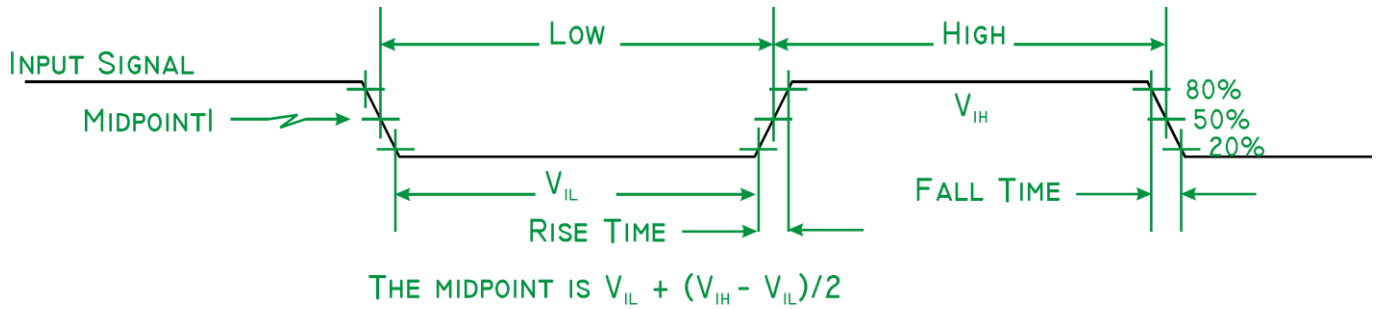 LOW
HIGH
INPUT SIGNAL
80%
MIDPOINT|
V_IH
50%
20%
V_IL
FALL TIME
RISE TIME
THE MIDPOINT IS V_IL + (V_IH - V_IL)/2